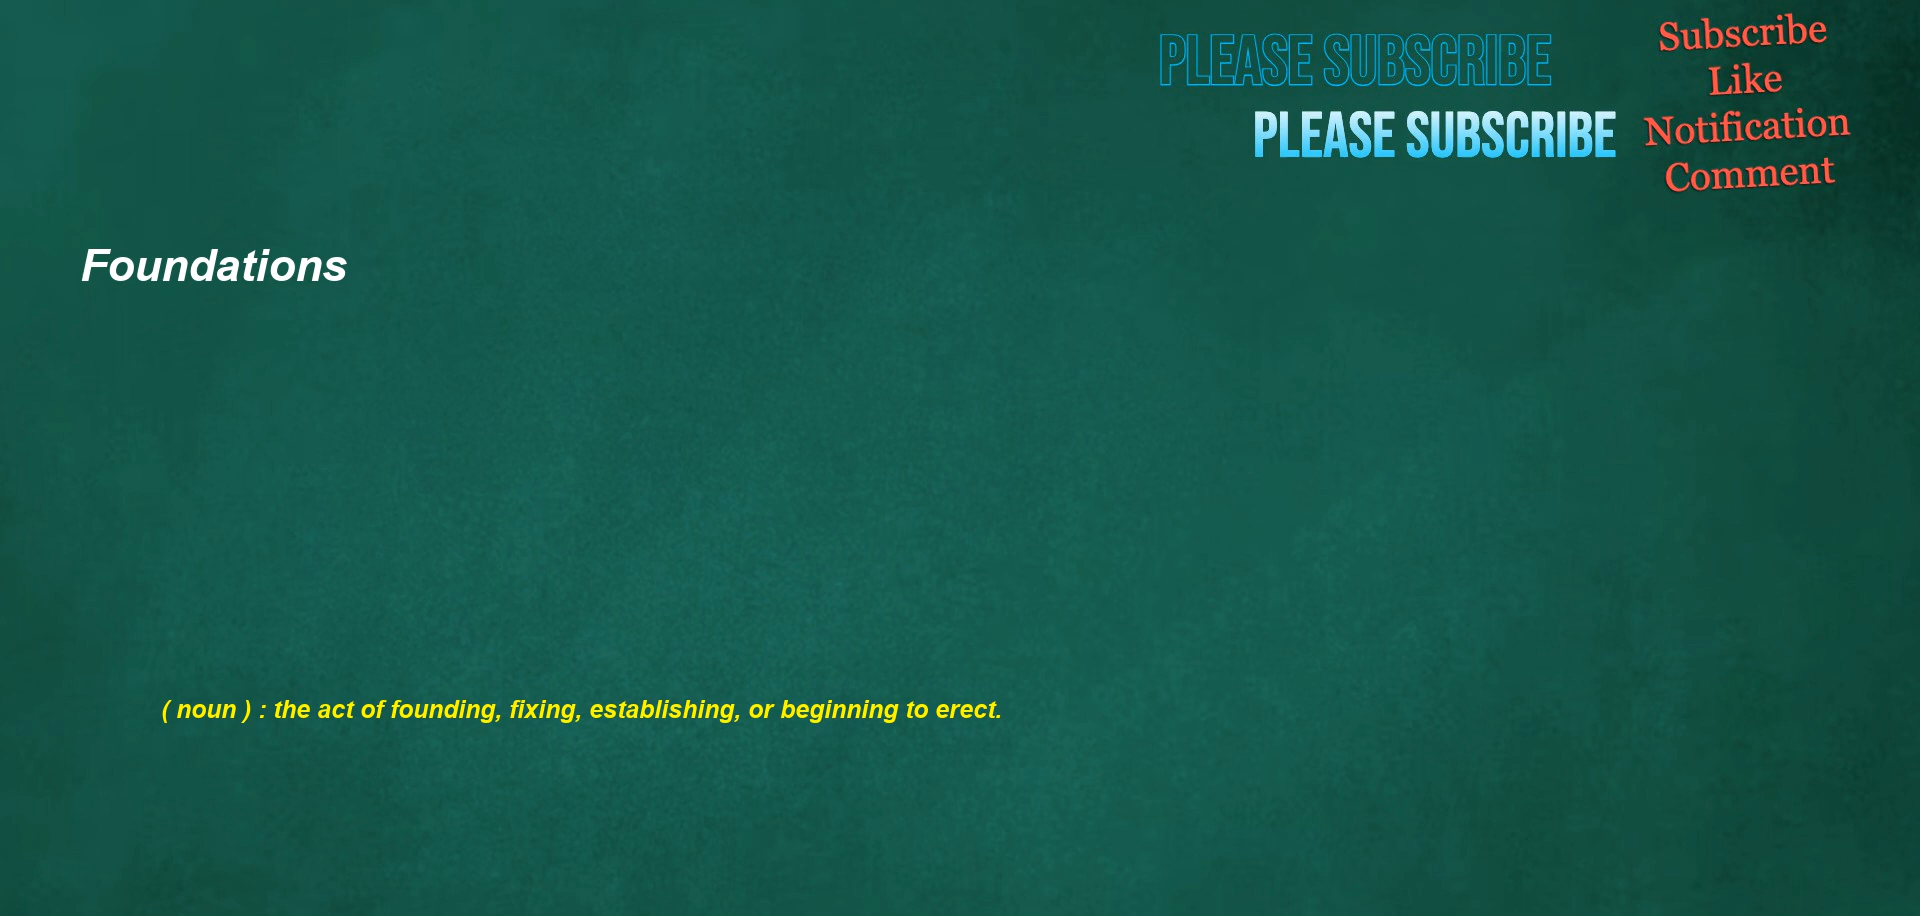 PLEASE SUBSCRIBE
PLEASE SUBSCRIBE
Subscribe
Like
Notification
Comment
Foundations
( noun ) : the act of founding, fixing, establishing, or beginning to erect.